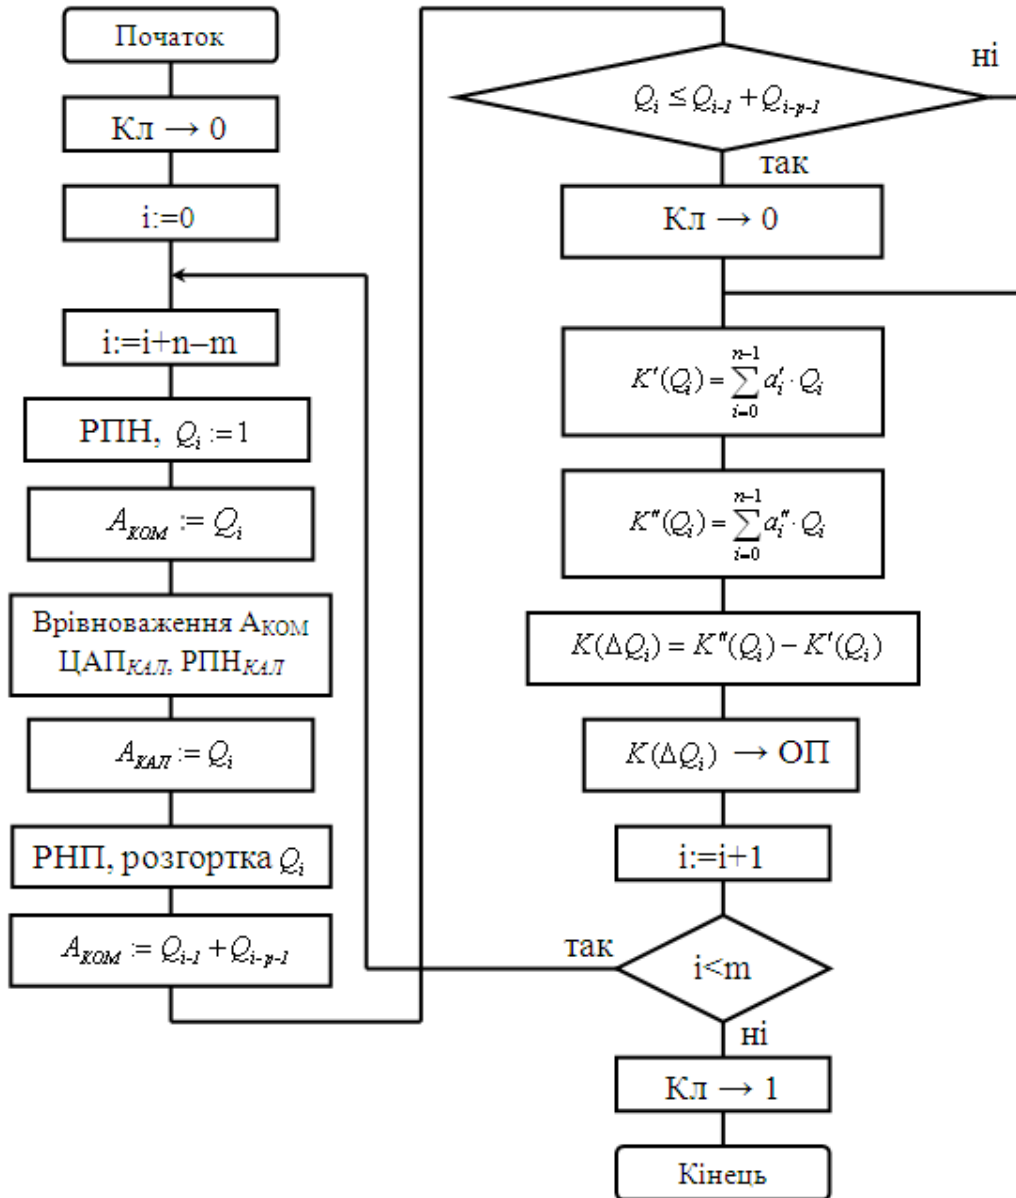 Початок
Кл → 0
i:=0
i:=i+n–m
РПН, Q_i := 1
A_КОМ := Q_i
Врівноваження A_КОМ
ЦАП_КАЛ, РПН_КАЛ
A_КАЛ := Q_i
РНП, розгортка Q_i
A_КОМ := Q_{i-1} + Q_{i-p-1}
Q_i ≤ Q_{i-1} + Q_{i-p-1}
ні
так
Кл → 0
K'(Q_i) = \sum_{i=0}^{n-1} a'_i · Q_i
K''(Q_i) = \sum_{i=0}^{n-1} a''_i · Q_i
K(ΔQ_i) = K''(Q_i) − K'(Q_i)
K(ΔQ_i) → ОП
i:=i+1
так
i<m
ні
Кл → 1
Кінець